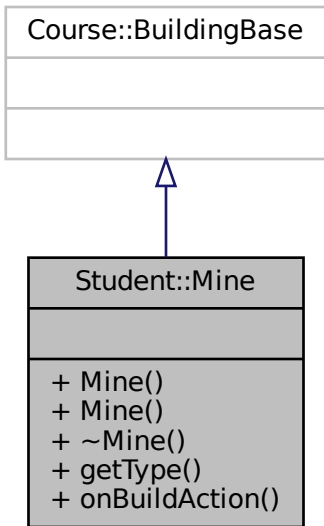 Course::BuildingBase
Student::Mine
+ Mine()
+ Mine()
+ ~Mine()
+ getType()
+ onBuildAction()